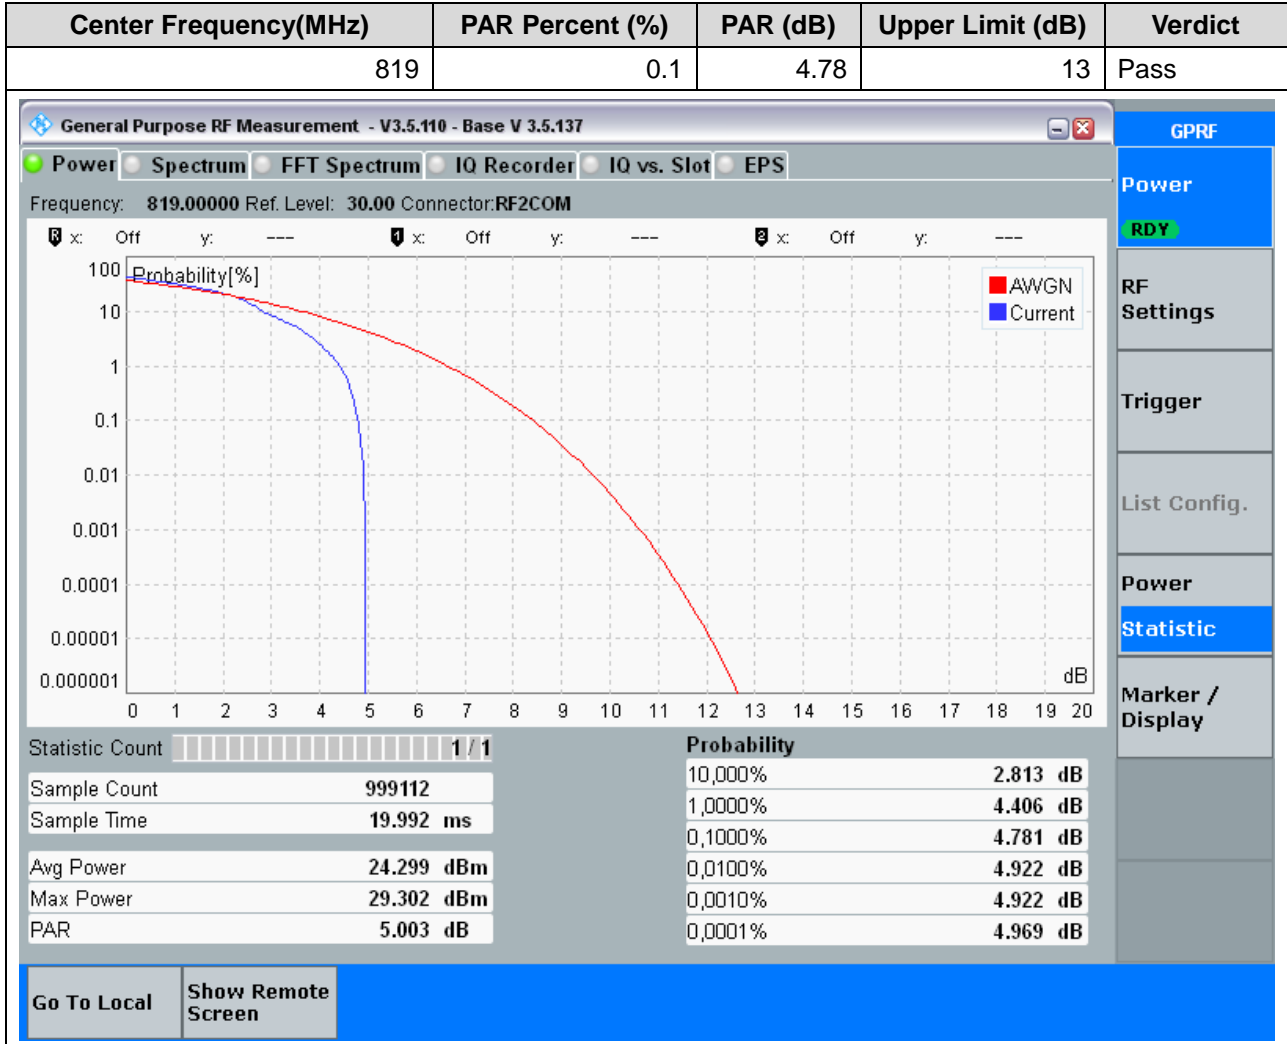 Center Frequency(MHz) PAR Percent (%) PAR (dB) Upper Limit (dB) Verdict
819 0.1 4.78 13 Pass
General Purpose RF Measurement - V3.5.110 - Base V 3.5.137
GPRF
Power Spectrum FFT Spectrum IQ Recorder IQ vs. Slot EPS
Frequency: 819.00000 Ref. Level: 30.00 Connector:RF2COM
R x: Off y: --- 1 x: Off y: --- 2 x: Off y: ---
Probability[%]
AWGN
Current
100
10
1
0.1
0.01
0.001
0.0001
0.00001
0.000001
dB
0 1 2 3 4 5 6 7 8 9 10 11 12 13 14 15 16 17 18 19 20
Statistic Count 1 / 1
Sample Count 999112
Sample Time 19.992 ms
Avg Power 24.299 dBm
Max Power 29.302 dBm
PAR 5.003 dB
Probability
10,000% 2.813 dB
1,0000% 4.406 dB
0,1000% 4.781 dB
0,0100% 4.922 dB
0,0010% 4.922 dB
0,0001% 4.969 dB
Power
RDY
RF
Settings
Trigger
List Config.
Power
Statistic
Marker /
Display
Go To Local
Show Remote
Screen